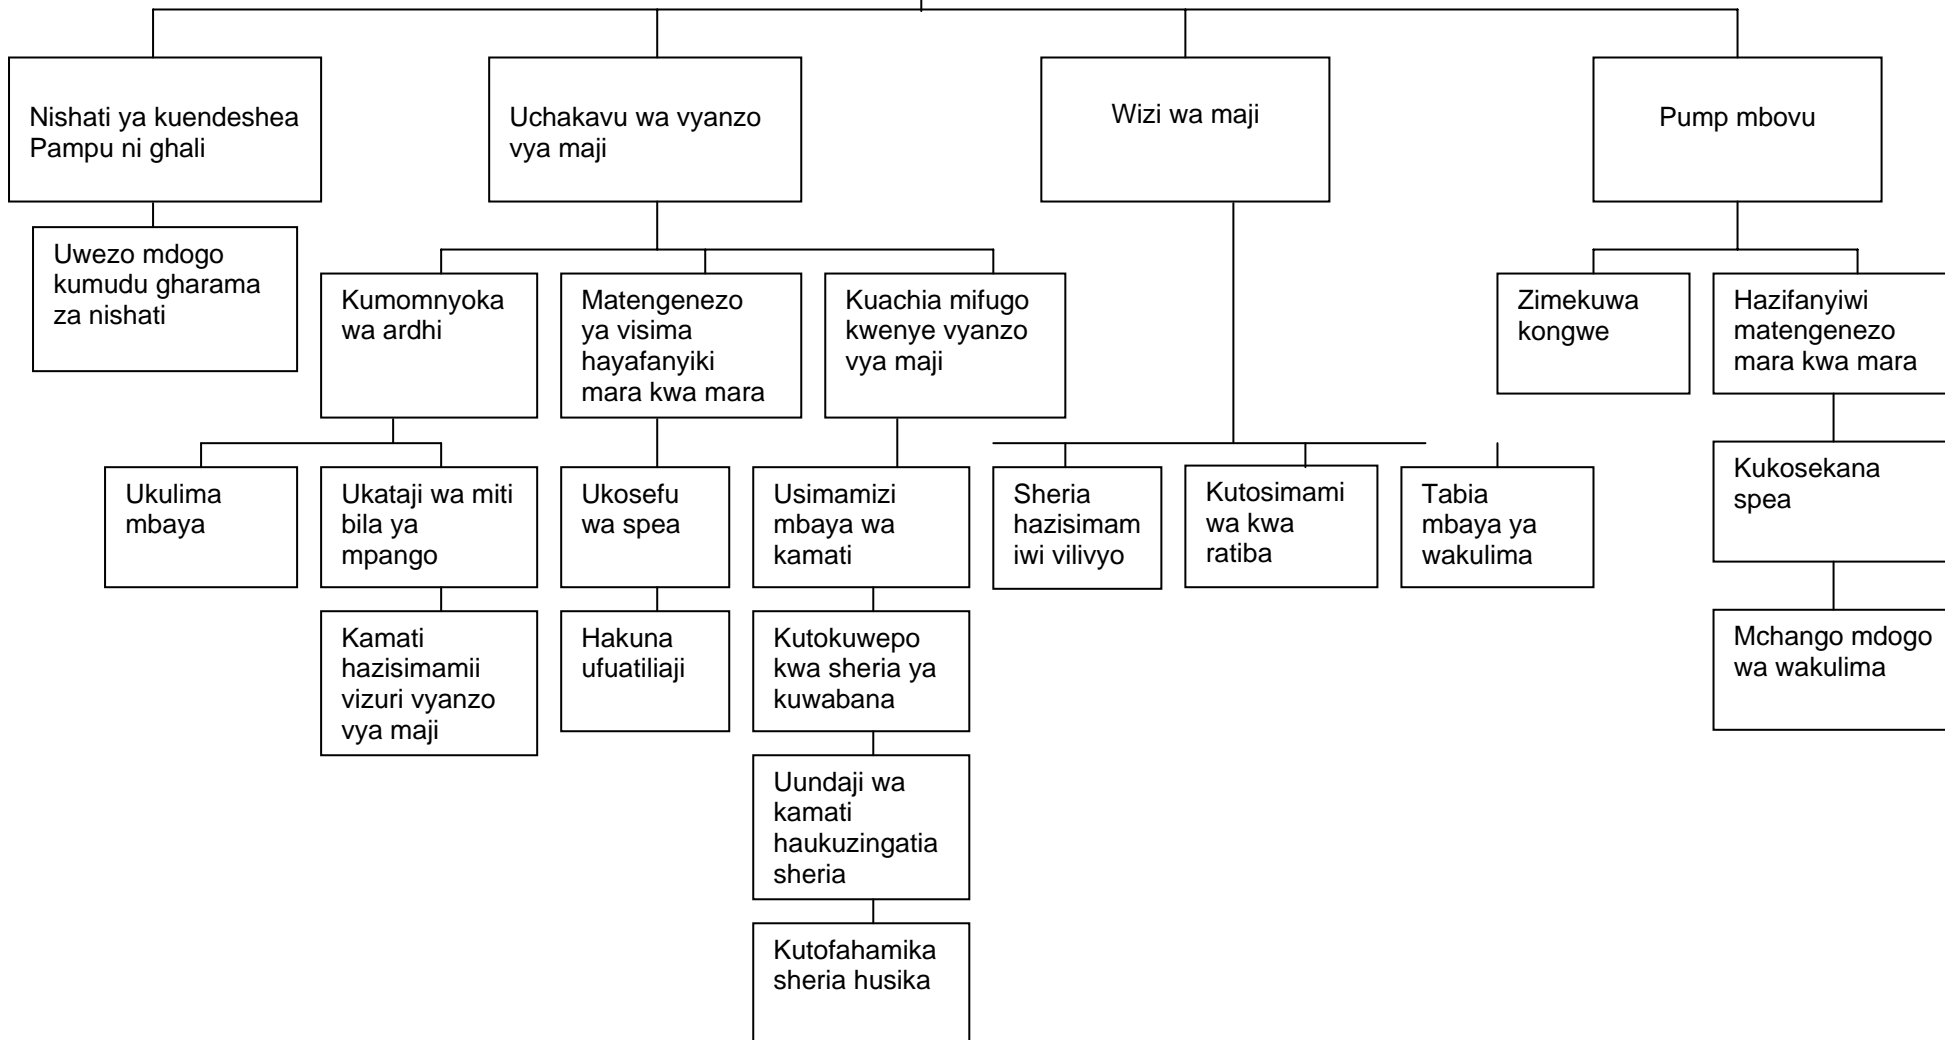 Nishati ya kuendeshea
Pampu ni ghali
Uchakavu wa vyanzo
vya maji
Wizi wa maji
Pump mbovu
Uwezo mdogo
kumudu gharama
za nishati
Kumomnyoka
wa ardhi
Matengenezo
ya visima
hayafanyiki
mara kwa mara
Kuachia mifugo
kwenye vyanzo
vya maji
Zimekuwa
kongwe
Hazifanyiwi
matengenezo
mara kwa mara
Ukulima
mbaya
Ukataji wa miti
bila ya
mpango
Ukosefu
wa spea
Usimamizi
mbaya wa
kamati
Sheria
hazisimam
iwi vilivyo
Kutosimami
wa kwa
ratiba
Tabia
mbaya ya
wakulima
Kukosekana
spea
Kamati
hazisimamii
vizuri vyanzo
vya maji
Hakuna
ufuatiliaji
Kutokuwepo
kwa sheria ya
kuwabana
Mchango mdogo
wa wakulima
Uundaji wa
kamati
haukuzingatia
sheria
Kutofahamika
sheria husika